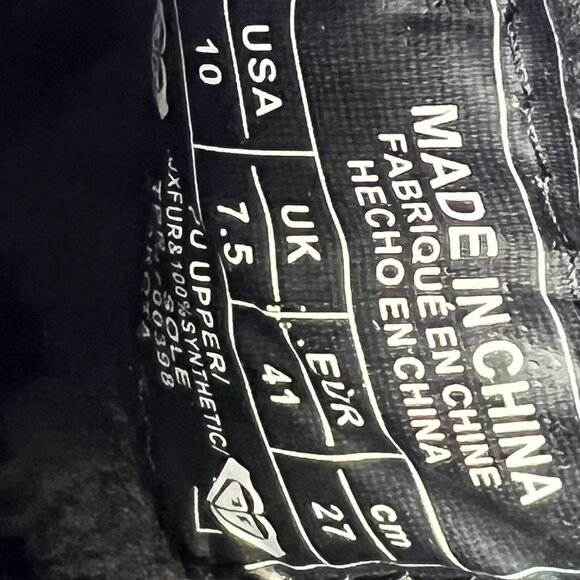 MADE IN CHINA
FABRIQUÉ EN CHINE
HECHO EN CHINA
USA UK EUR cm
10 7.5 41 27
PU UPPER/
UXFUR&100%SYNTHETIC/
SOLE